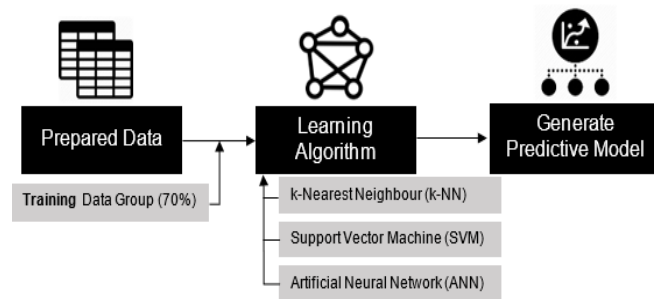 Prepared Data
Learning
Algorithm
Generate
Predictive Model
Training Data Group (70%)
k-Nearest Neighbour (k-NN)
Support Vector Machine (SVM)
Artificial Neural Network (ANN)